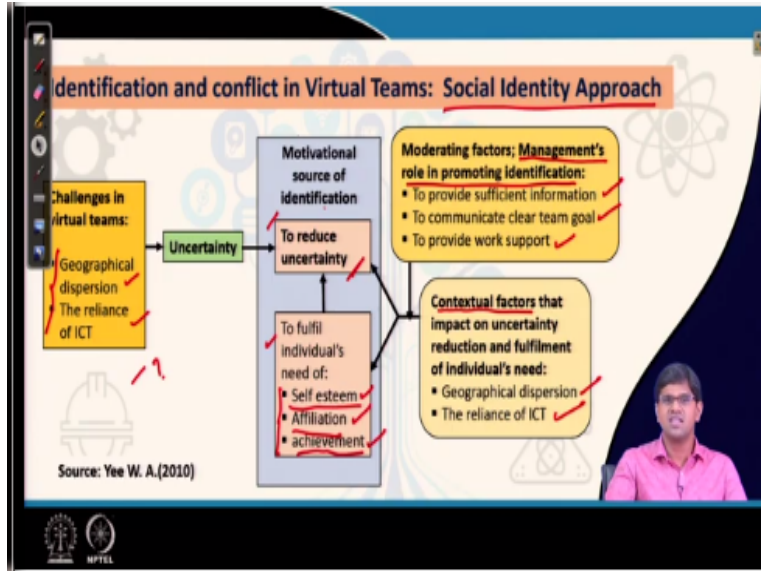 Identification and conflict in Virtual Teams: Social Identity Approach
Challenges in
virtual teams:
Geographical
dispersion
The reliance
of ICT
Uncertainty
Motivational
source of
identification
To reduce
uncertainty
To fulfil
individual's
need of:
▪ Self esteem
▪ Affiliation
▪ achievement
Moderating factors; Management's
role in promoting identification:
▪ To provide sufficient information
▪ To communicate clear team goal
▪ To provide work support
Contextual factors that
impact on uncertainty
reduction and fulfilment
of individual's need:
▪ Geographical dispersion
▪ The reliance of ICT
?
Source: Yee W. A.(2010)
NPTEL